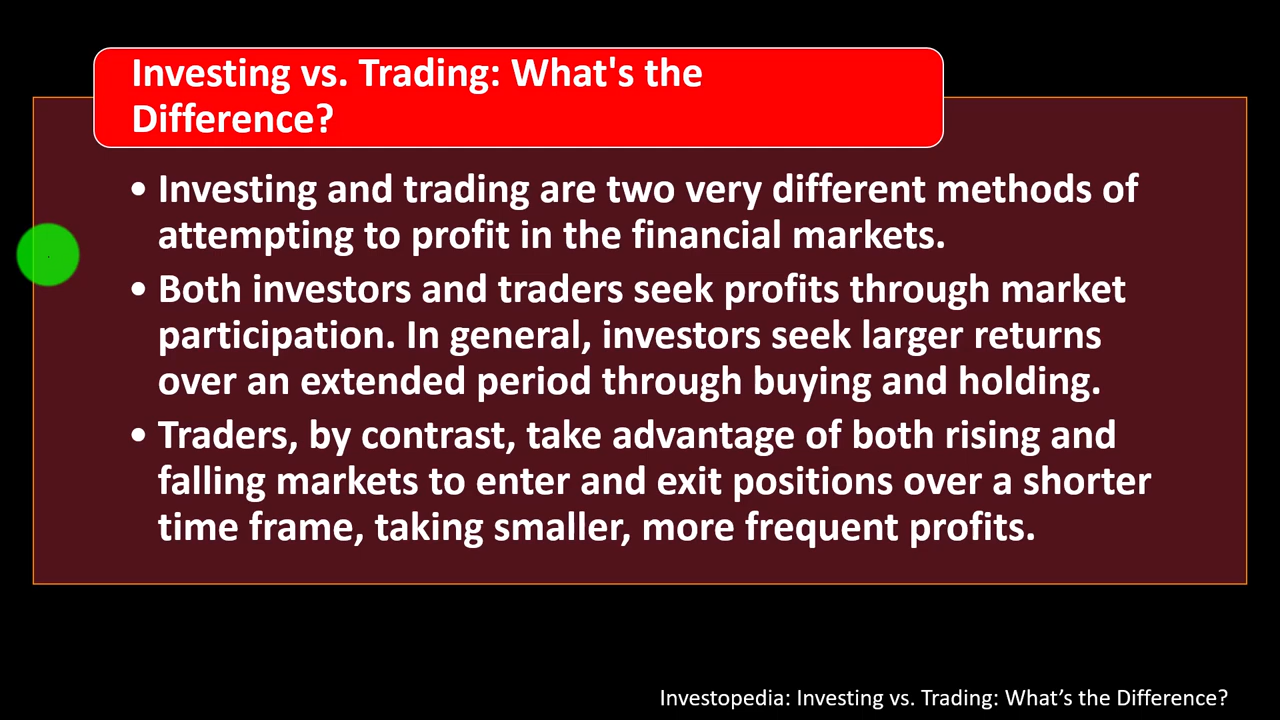 Investing vs. Trading: What's the
Difference?
• Investing and trading are two very different methods of
attempting to profit in the financial markets.
• Both investors and traders seek profits through market
participation. In general, investors seek larger returns
over an extended period through buying and holding.
• Traders, by contrast, take advantage of both rising and
falling markets to enter and exit positions over a shorter
time frame, taking smaller, more frequent profits.
Investopedia: Investing vs. Trading: What’s the Difference?